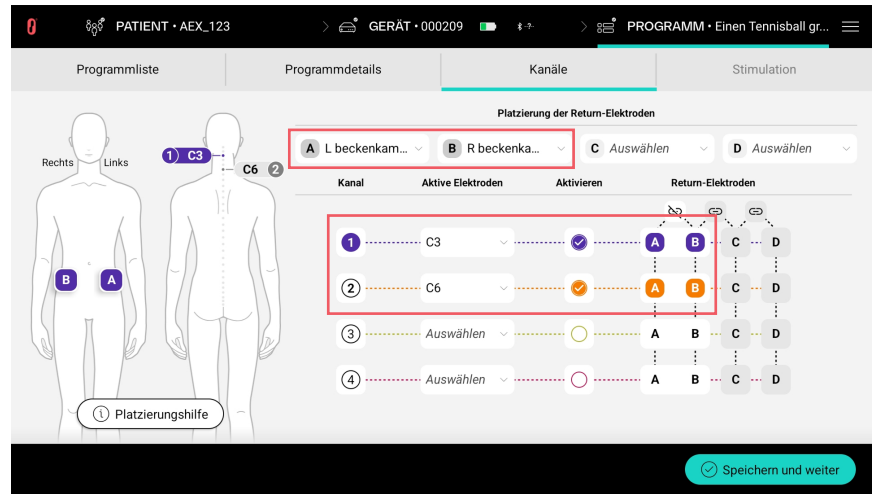 PATIENT • AEX_123
GERÄT • 000209
-?-
PROGRAMM • Einen Tennisball gr...
Programmliste
Programmdetails
Kanäle
Stimulation
Platzierung der Return-Elektroden
A L beckenkam...
B R beckenka...
C Auswählen
D Auswählen
Rechts
Links
1 C3
C6 2
B
A
Kanal
Aktive Elektroden
Aktivieren
Return-Elektroden
1 C3 A B C D
2 C6 A B C D
3 Auswählen A B C D
4 Auswählen A B C D
i Platzierungshilfe
Speichern und weiter